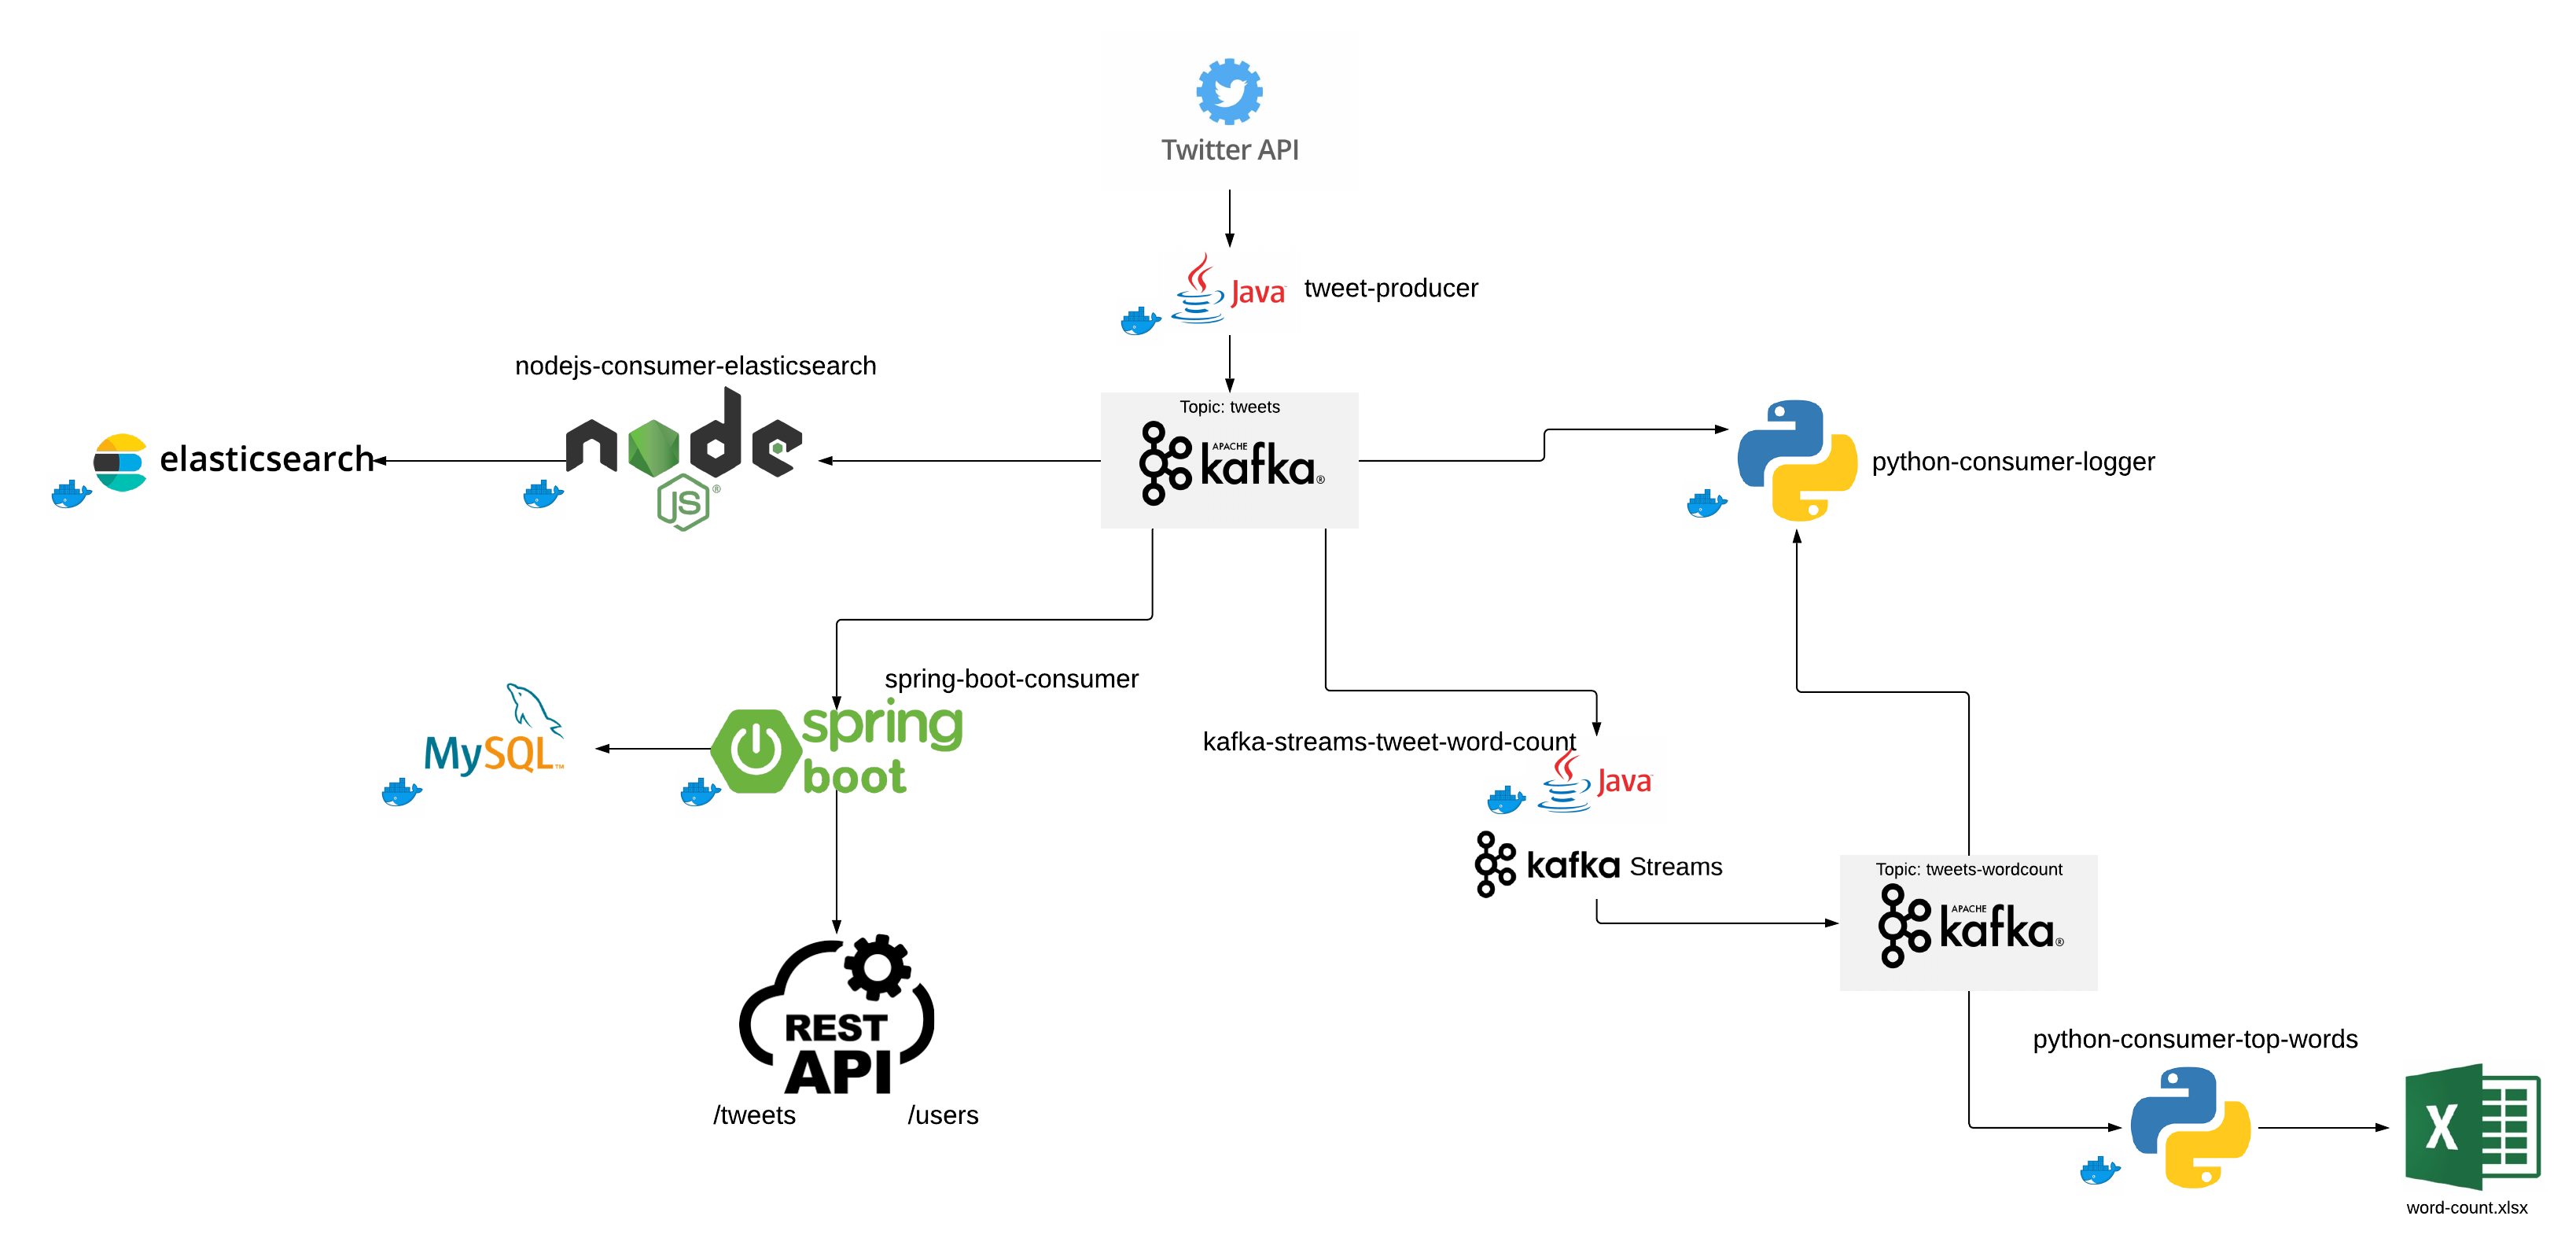 Twitter API
Java
tweet-producer
nodejs-consumer-elasticsearch
Topic: tweets
APACHE
kafka®
elasticsearch
node
JS®
python-consumer-logger
spring-boot-consumer
spring
boot
MySQL™
kafka-streams-tweet-word-count
Java
kafka Streams
Topic: tweets-wordcount
APACHE
kafka®
REST
API
/tweets /users
python-consumer-top-words
X
word-count.xlsx